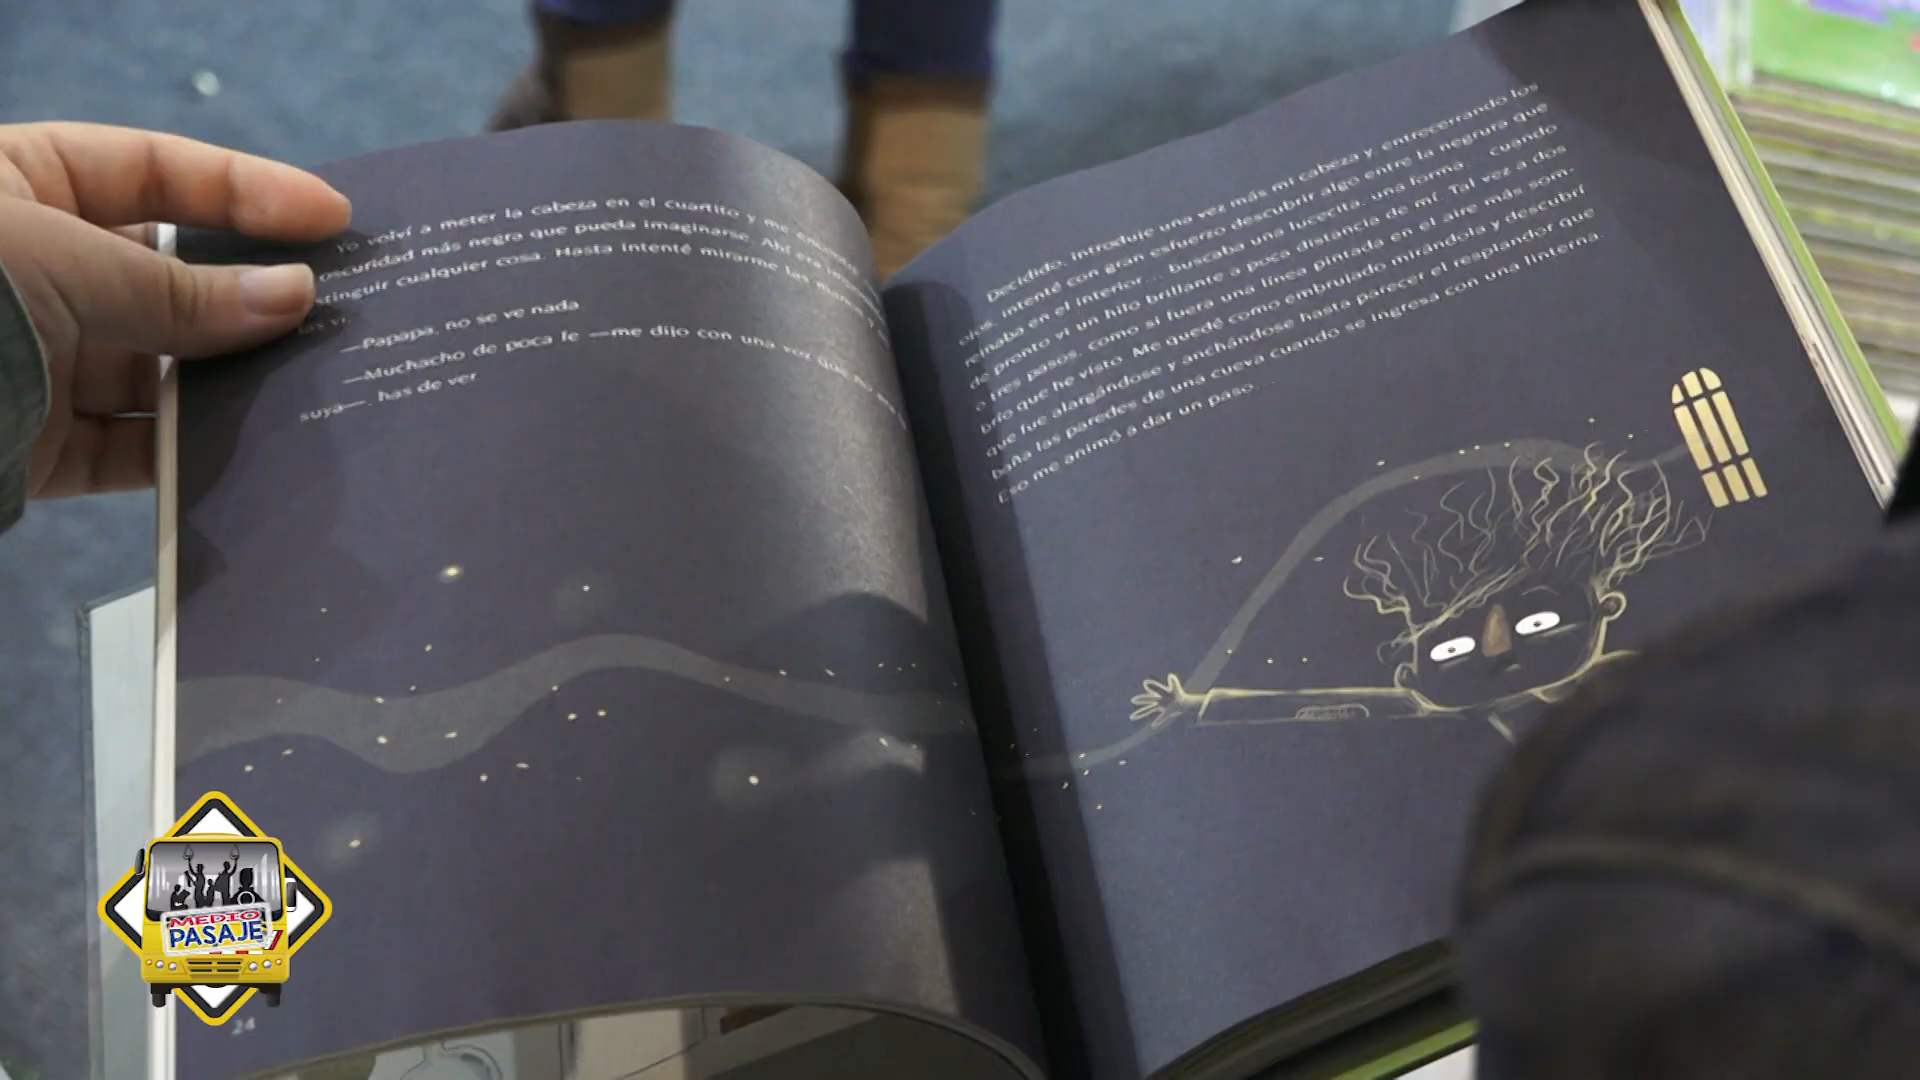 Yo volví a meter la cabeza en el cuartito y me
oscuridad más negra que pueda imaginarse. Ahí era
distinguir cualquier cosa. Hasta intenté mirarme las manos y
las vi.
—Papapa, no se ve nada.
—Muchacho de poca fe —me dijo con una voz que no era
suya—, has de ver.
24
Decidido, introduje una vez más mi cabeza y, entrecerrando los
ojos, intenté con gran esfuerzo descubrir algo entre la negrura que
reinaba en el interior... buscaba una lucecita, una forma... cuando
de pronto vi un hilo brillante a poca distancia de mí. Tal vez a dos
o tres pasos, como si fuera una línea pintada en el aire más som-
brío que he visto. Me quedé como embrujado mirándola y descubrí
que fue alargándose y anchándose hasta parecer el resplandor que
baña las paredes de una cueva cuando se ingresa con una linterna.
Eso me animó a dar un paso...
MEDIO
PASAJE